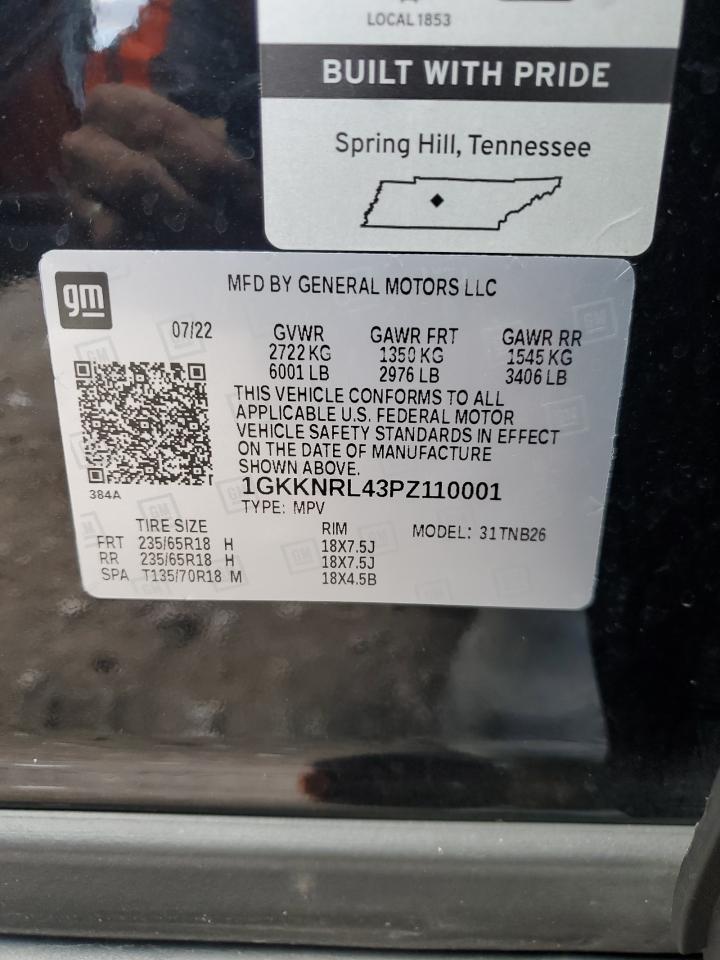 LOCAL 1853
BUILT WITH PRIDE
Spring Hill, Tennessee
gm
MFD BY GENERAL MOTORS LLC
07/22 GVWR GAWR FRT GAWR RR
2722 KG 1350 KG 1545 KG
6001 LB 2976 LB 3406 LB
THIS VEHICLE CONFORMS TO ALL
APPLICABLE U.S. FEDERAL MOTOR
VEHICLE SAFETY STANDARDS IN EFFECT
ON THE DATE OF MANUFACTURE
SHOWN ABOVE.
384A
1GKKNRL43PZ110001
TYPE: MPV
TIRE SIZE RIM MODEL: 31TNB26
FRT 235/65R18 H 18X7.5J
RR 235/65R18 H 18X7.5J
SPA T135/70R18 M 18X4.5B